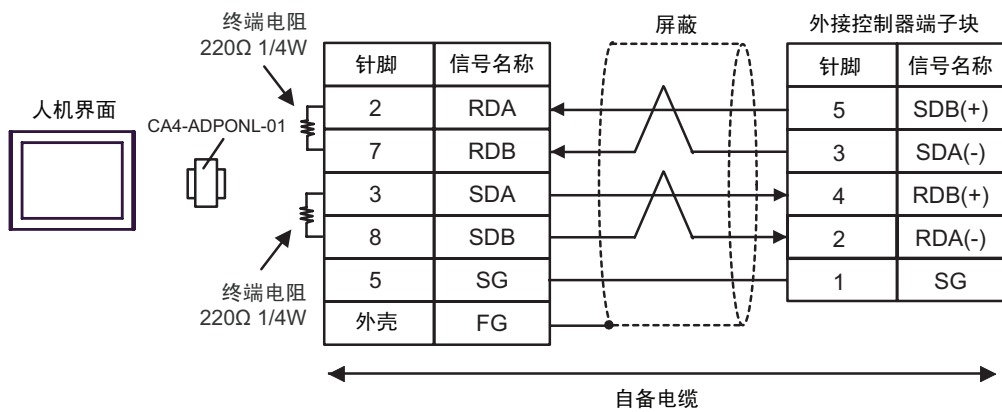 终端电阻
220Ω 1/4W
屏蔽
外接控制器端子块
人机界面
CA4-ADPONL-01
针脚 信号名称
2 RDA
7 RDB
3 SDA
8 SDB
5 SG
外壳 FG
针脚 信号名称
5 SDB(+)
3 SDA(-)
4 RDB(+)
2 RDA(-)
1 SG
终端电阻
220Ω 1/4W
自备电缆